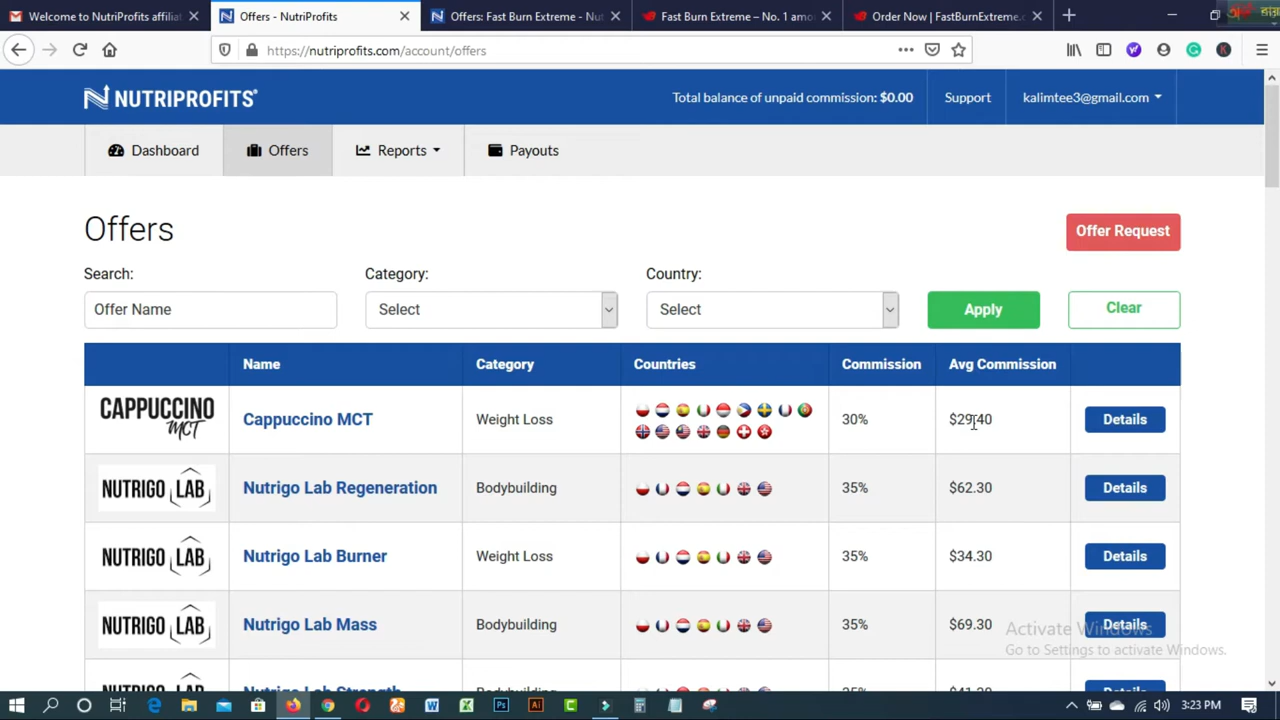 Welcome to NutriProfits affiliat
Offers - NutriProfits
Offers: Fast Burn Extreme - Nut
Fast Burn Extreme – No. 1 amo
Order Now | FastBurnExtreme.c
https://nutriprofits.com/account/offers
NUTRIPROFITS
Total balance of unpaid commission: $0.00
Support
kalimtee3@gmail.com
Dashboard
Offers
Reports
Payouts
Offers
Offer Request
Search:
Category:
Country:
Offer Name
Select
Select
Apply
Clear
Name
Category
Countries
Commission
Avg Commission
CAPPUCCINO MCT
Cappuccino MCT
Weight Loss
30%
$29.40
Details
NUTRIGO LAB
Nutrigo Lab Regeneration
Bodybuilding
35%
$62.30
Details
NUTRIGO LAB
Nutrigo Lab Burner
Weight Loss
35%
$34.30
Details
NUTRIGO LAB
Nutrigo Lab Mass
Bodybuilding
35%
$69.30
Details
Activate Windows
Go to Settings to activate Windows.
Nutrigo Lab Strength
3:23 PM